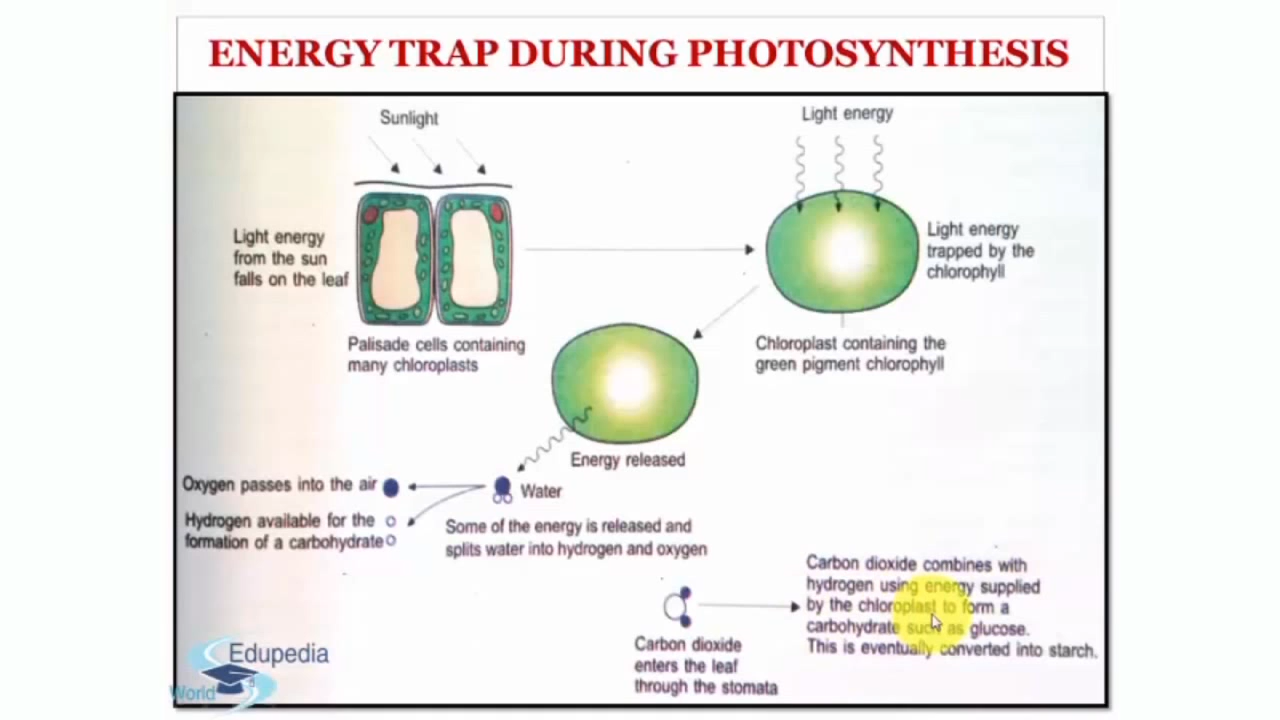 ENERGY TRAP DURING PHOTOSYNTHESIS
Sunlight
Light energy
Light energy
from the sun
falls on the leaf
Light energy
trapped by the
chlorophyll
Palisade cells containing
many chloroplasts
Chloroplast containing the
green pigment chlorophyll
Energy released
Oxygen passes into the air
Water
Hydrogen available for the
formation of a carbohydrate
Some of the energy is released and
splits water into hydrogen and oxygen
Carbon dioxide combines with
hydrogen using energy supplied
by the chloroplast to form a
carbohydrate such as glucose.
This is eventually converted into starch.
Carbon dioxide
enters the leaf
through the stomata
Edupedia
World